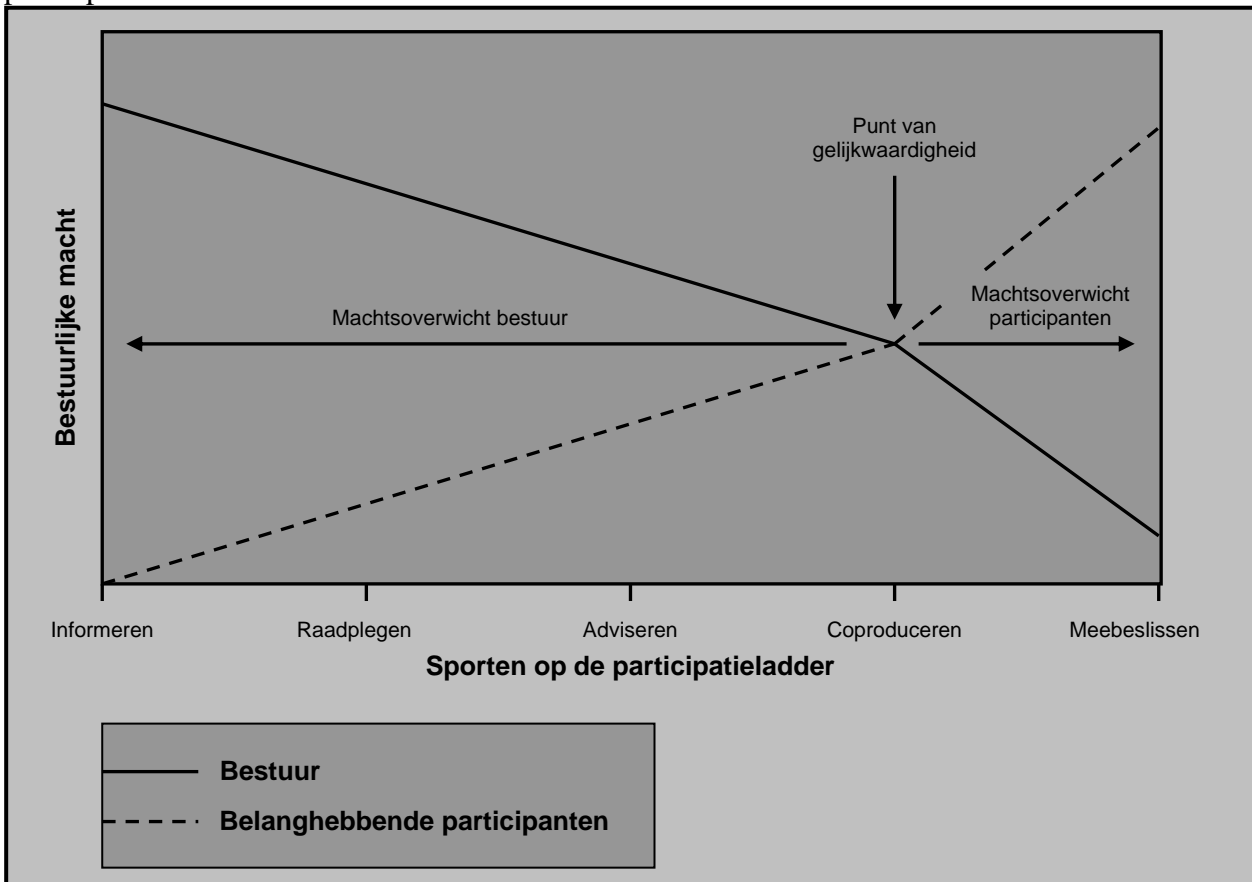 Punt van
gelijkwaardigheid
Bestuurlijke macht
Machtsoverwicht bestuur
Machtsoverwicht
participanten
Informeren Raadplegen Adviseren Coproduceren Meebeslissen
Sporten op de participatieladder
Bestuur
Belanghebbende participanten